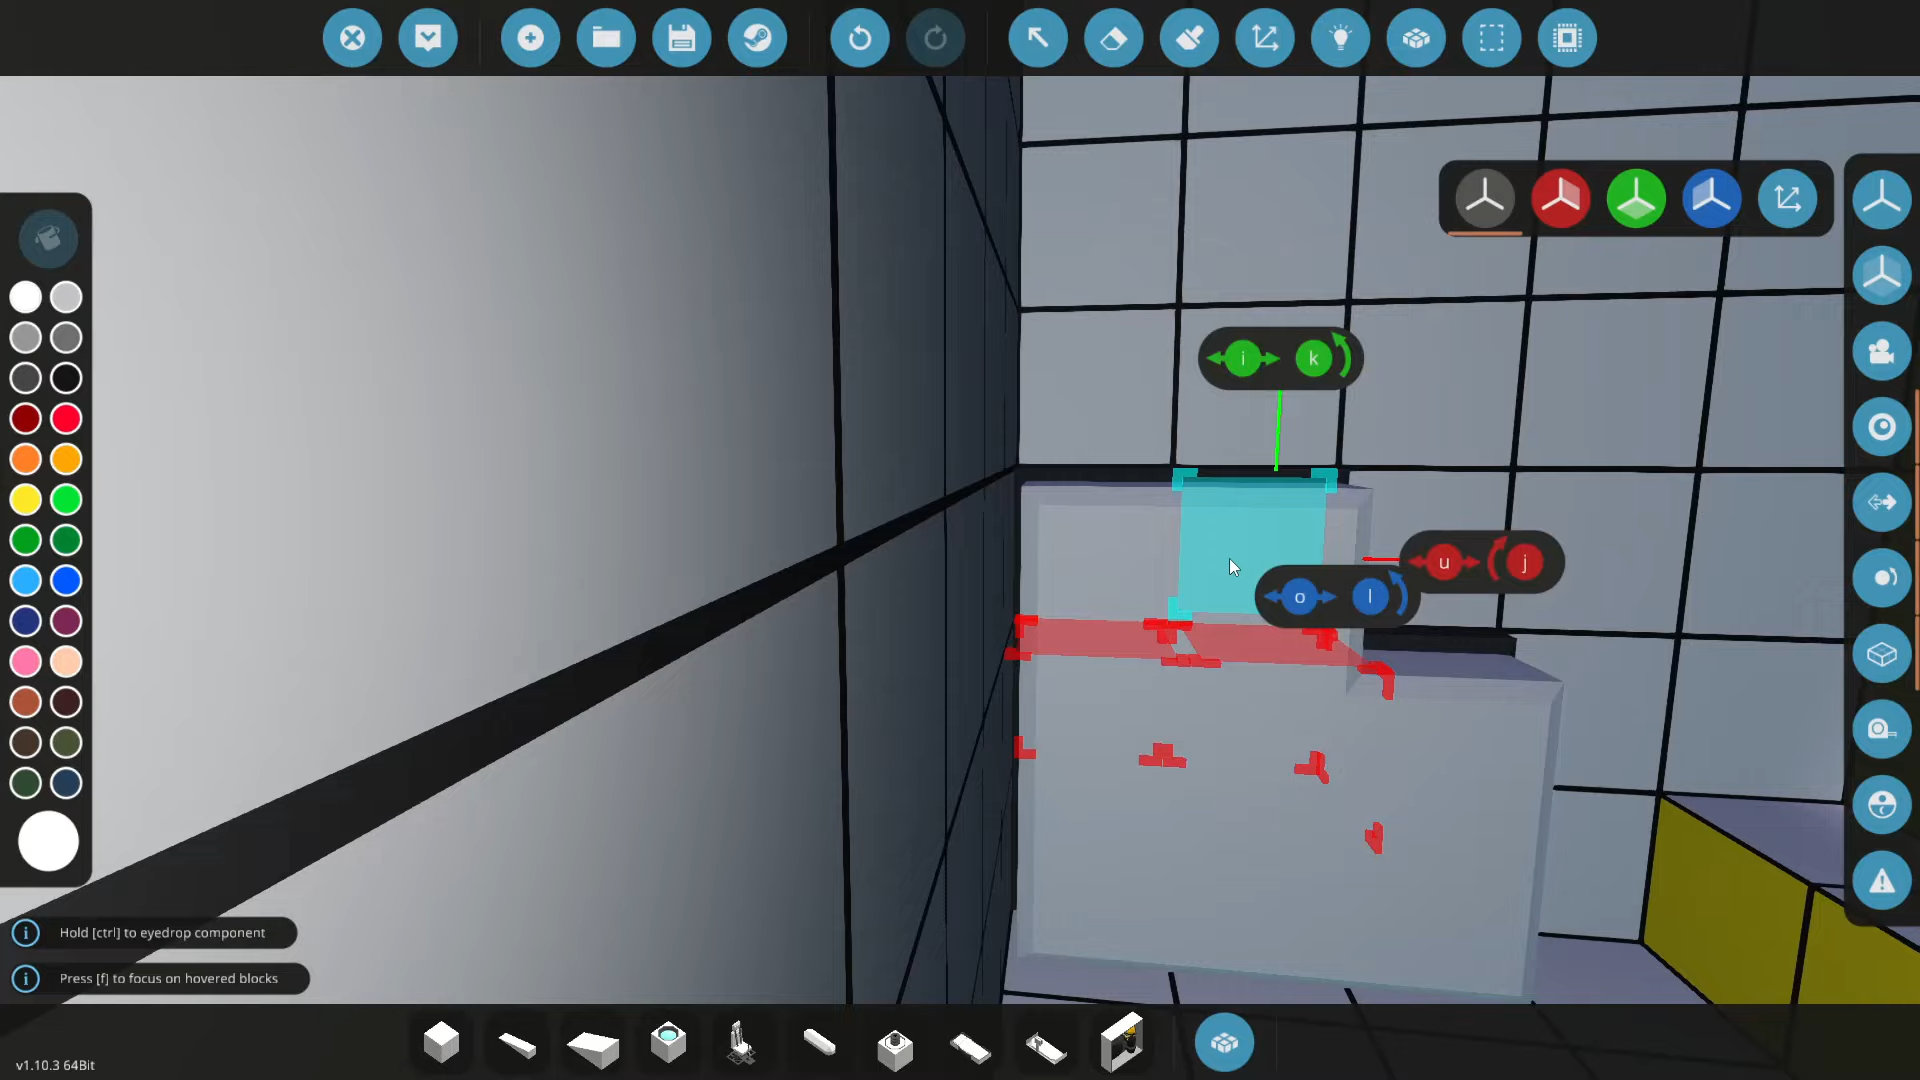 i k
u j
o l
Hold [ctrl] to eyedrop component
Press [f] to focus on hovered blocks
v1.10.3 64Bit